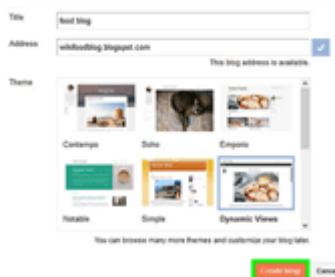 Title
food blog
Address
wikifoodblog.blogspot.com
This blog address is available.
Theme
Contempo
Soho
Emporio
Notable
Simple
Dynamic Views
You can browse many more themes and customize your blog later.
Create blog!